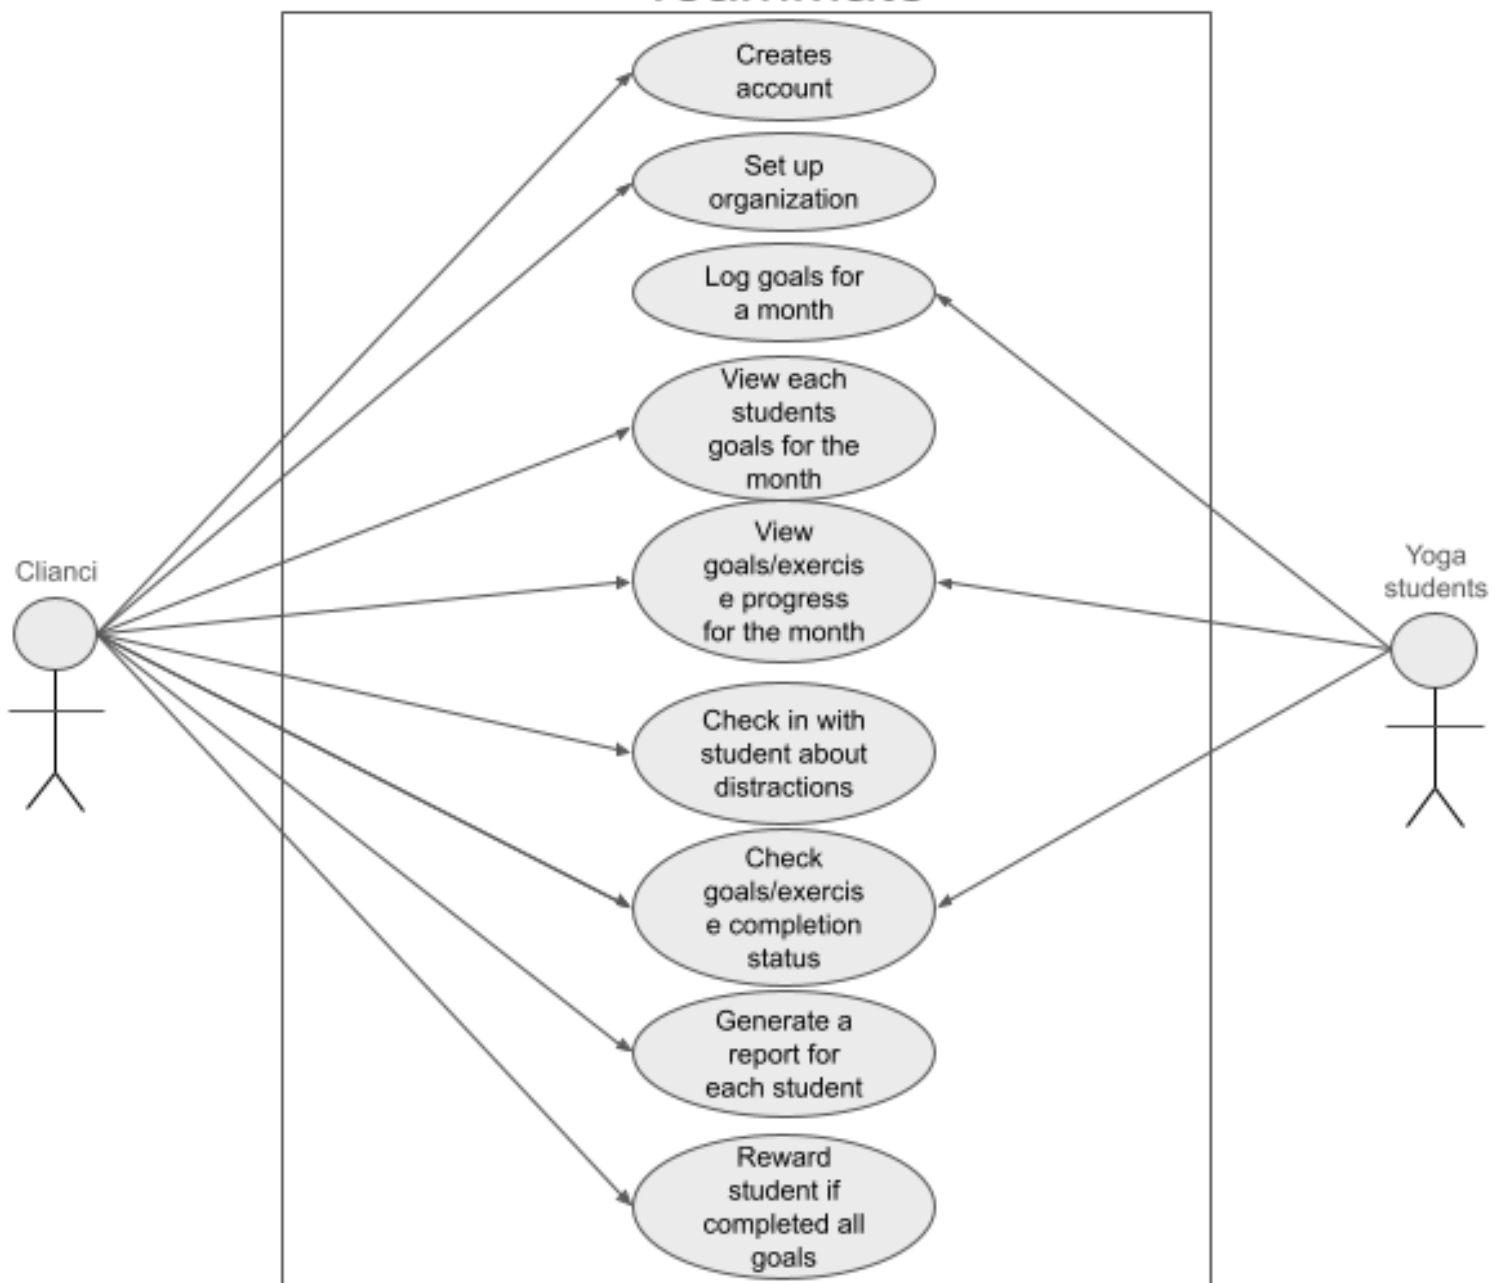 Creates
account
Set up
organization
Log goals for
a month
View each
students
goals for the
month
View
goals/exercis
e progress
for the month
Clianci
Yoga
students
Check in with
student about
distractions
Check
goals/exercis
e completion
status
Generate a
report for
each student
Reward
student if
completed all
goals